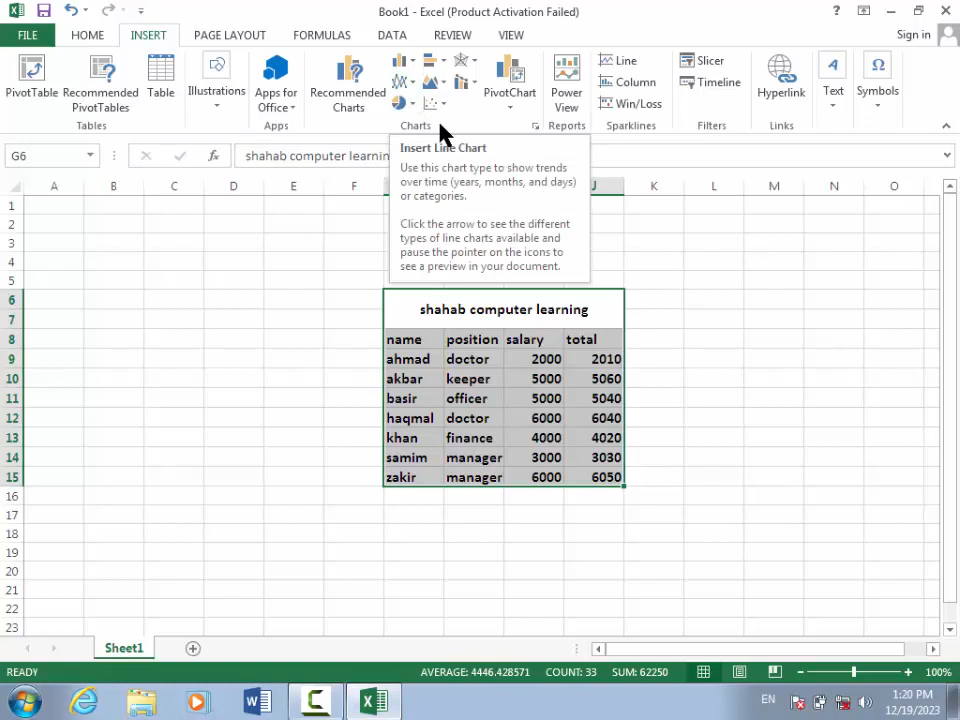 Book1 - Excel (Product Activation Failed)
?
FILE HOME INSERT PAGE LAYOUT FORMULAS DATA REVIEW VIEW Sign in
PivotTable Recommended PivotTables Table Illustrations Apps for Office Recommended Charts PivotChart Power View Line Column Win/Loss Slicer Timeline Hyperlink Text Symbols
Tables Apps Charts Reports Sparklines Filters Links
G6 fx shahab computer learnin
Insert Line Chart
Use this chart type to show trends
over time (years, months, and days)
or categories.
Click the arrow to see the different
types of line charts available and
pause the pointer on the icons to
see a preview in your document.
A B C D E F J K L M N O
1
2
3
4
5
6
7 shahab computer learning
8 name position salary total
9 ahmad doctor 2000 2010
10 akbar keeper 5000 5060
11 basir officer 5000 5040
12 haqmal doctor 6000 6040
13 khan finance 4000 4020
14 samim manager 3000 3030
15 zakir manager 6000 6050
16
17
18
19
20
21
22
23
Sheet1
READY AVERAGE: 4446.428571 COUNT: 33 SUM: 62250 100%
EN 1:20 PM
12/19/2023